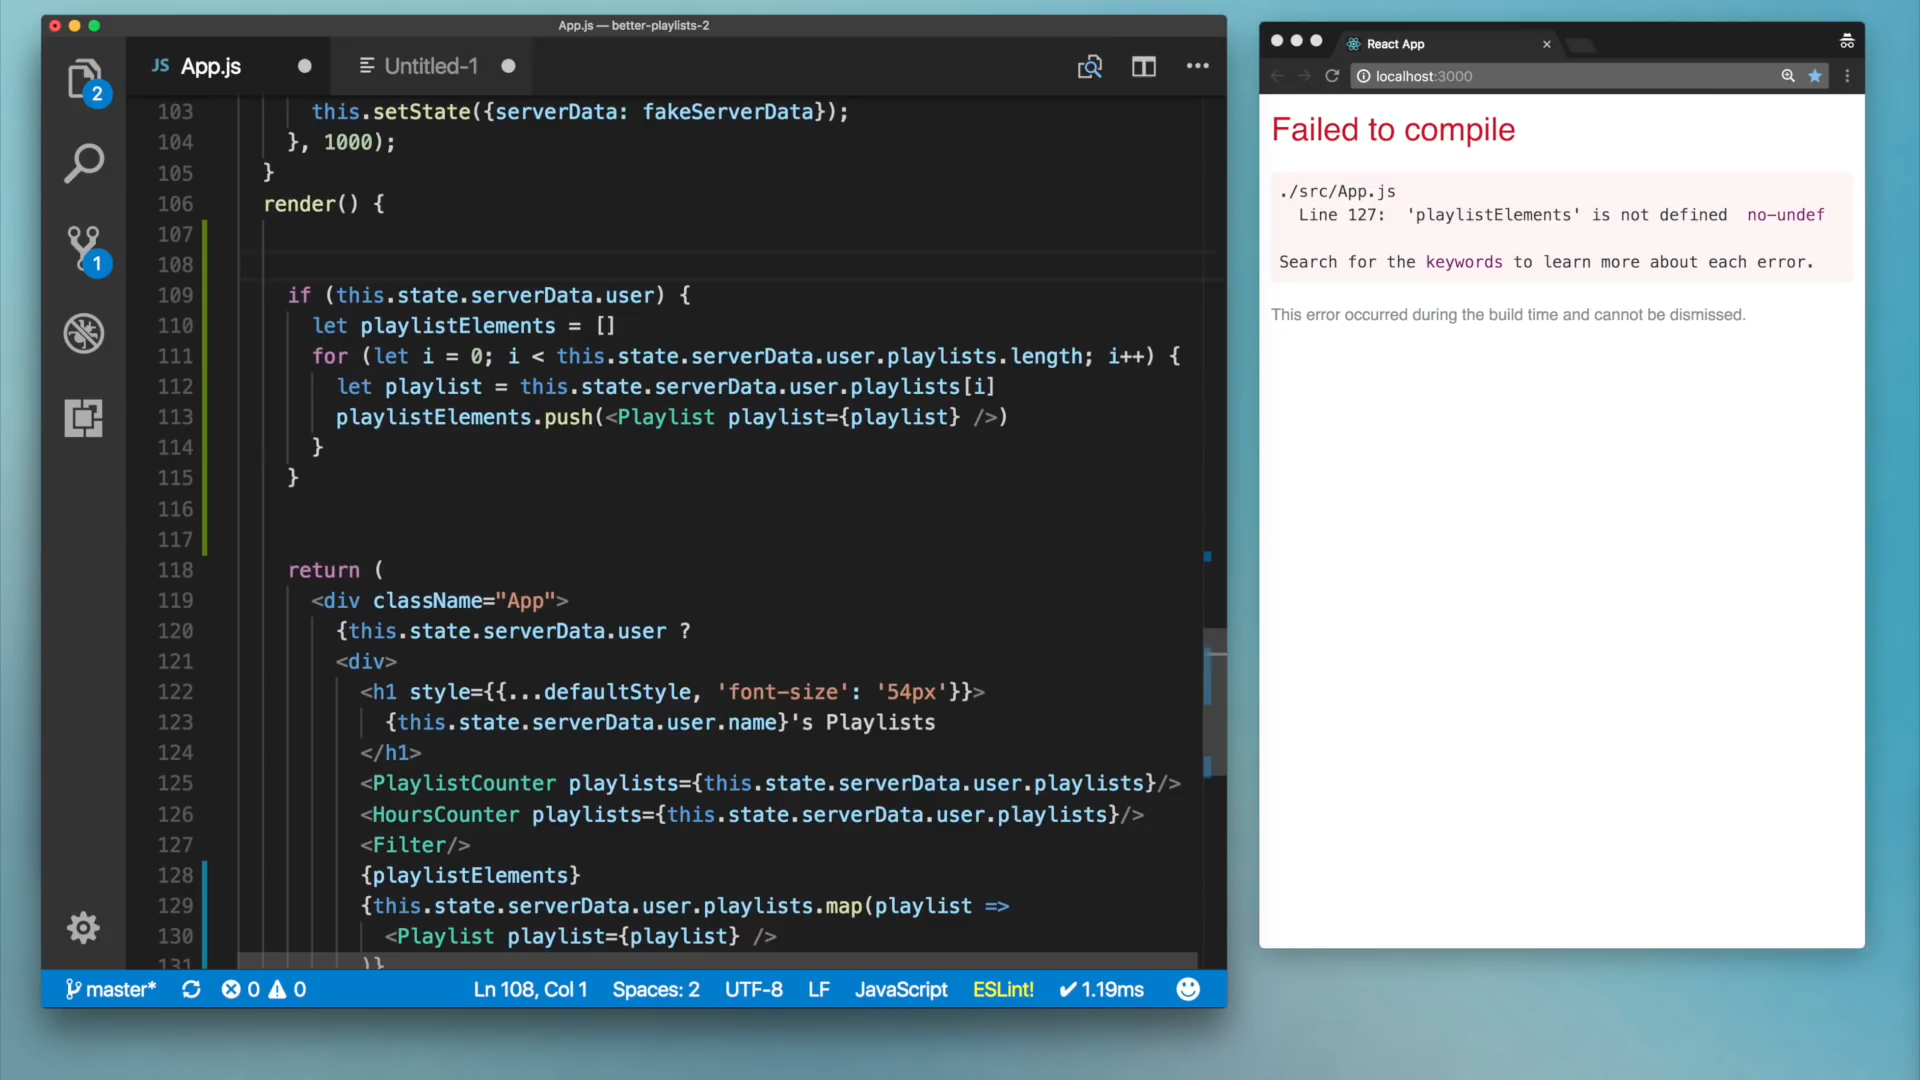 App.js — better-playlists-2
JS App.js
Untitled-1
2
1
103 this.setState({serverData: fakeServerData});
104 }, 1000);
105 }
106 render() {
107
108
109 if (this.state.serverData.user) {
110 let playlistElements = []
111 for (let i = 0; i < this.state.serverData.user.playlists.length; i++) {
112 let playlist = this.state.serverData.user.playlists[i]
113 playlistElements.push(<Playlist playlist={playlist} />)
114 }
115 }
116
117
118 return (
119 <div className="App">
120 {this.state.serverData.user ?
121 <div>
122 <h1 style={{...defaultStyle, 'font-size': '54px'}}>
123 {this.state.serverData.user.name}'s Playlists
124 </h1>
125 <PlaylistCounter playlists={this.state.serverData.user.playlists}/>
126 <HoursCounter playlists={this.state.serverData.user.playlists}/>
127 <Filter/>
128 {playlistElements}
129 {this.state.serverData.user.playlists.map(playlist =>
130 <Playlist playlist={playlist} />
131 )}
master* 0 0 Ln 108, Col 1 Spaces: 2 UTF-8 LF JavaScript ESLint! ✔ 1.19ms
React App
localhost:3000
Failed to compile
./src/App.js
Line 127: 'playlistElements' is not defined no-undef
Search for the keywords to learn more about each error.
This error occurred during the build time and cannot be dismissed.